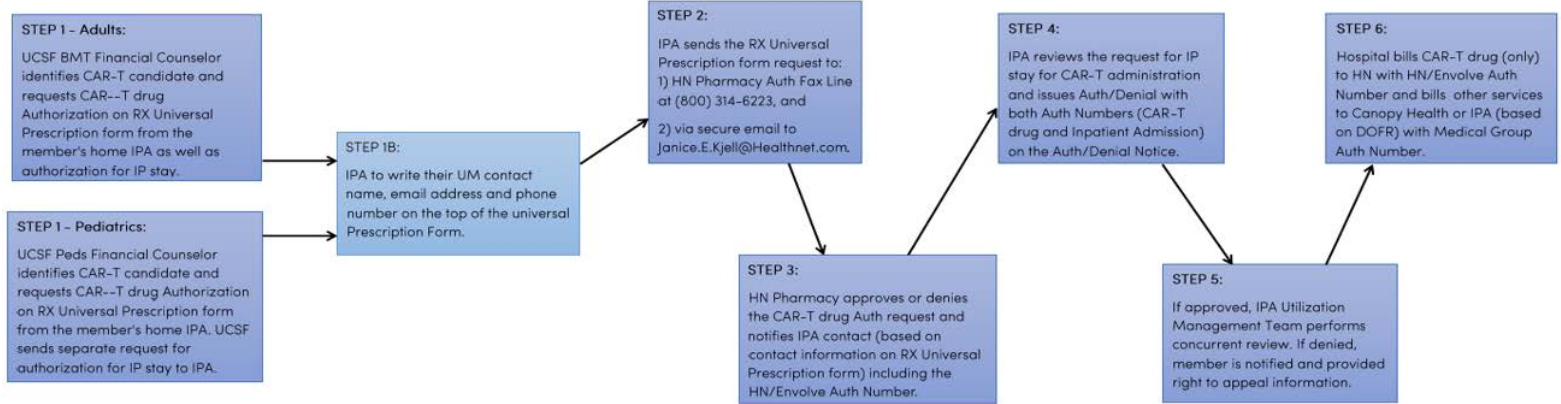 STEP 1 - Adults:
UCSF BMT Financial Counselor
identifies CAR-T candidate and
requests CAR--T drug
Authorization on RX Universal
Prescription form from the
member's home IPA as well as
authorization for IP stay.
STEP 1 - Pediatrics:
UCSF Peds Financial Counselor
identifies CAR-T candidate and
requests CAR--T drug Authorization
on RX Universal Prescription form
from the member's home IPA. UCSF
sends separate request for
authorization for IP stay to IPA.
STEP 1B:
IPA to write their UM contact
name, email address and phone
number on the top of the universal
Prescription Form.
STEP 2:
IPA sends the RX Universal
Prescription form request to:
1) HN Pharmacy Auth Fax Line
at (800) 314-6223, and
2) via secure email to
Janice.E.Kjell@Healthnet.com.
STEP 3:
HN Pharmacy approves or denies
the CAR-T drug Auth request and
notifies IPA contact (based on
contact information on RX Universal
Prescription form) including the
HN/Envolve Auth Number.
STEP 4:
IPA reviews the request for IP
stay for CAR-T administration
and issues Auth/Denial with
both Auth Numbers (CAR-T
drug and Inpatient Admission)
on the Auth/Denial Notice.
STEP 5:
If approved, IPA Utilization
Management Team performs
concurrent review. If denied,
member is notified and provided
right to appeal information.
STEP 6:
Hospital bills CAR-T drug (only)
to HN with HN/Envolve Auth
Number and bills other services
to Canopy Health or IPA (based
on DOFR) with Medical Group
Auth Number.